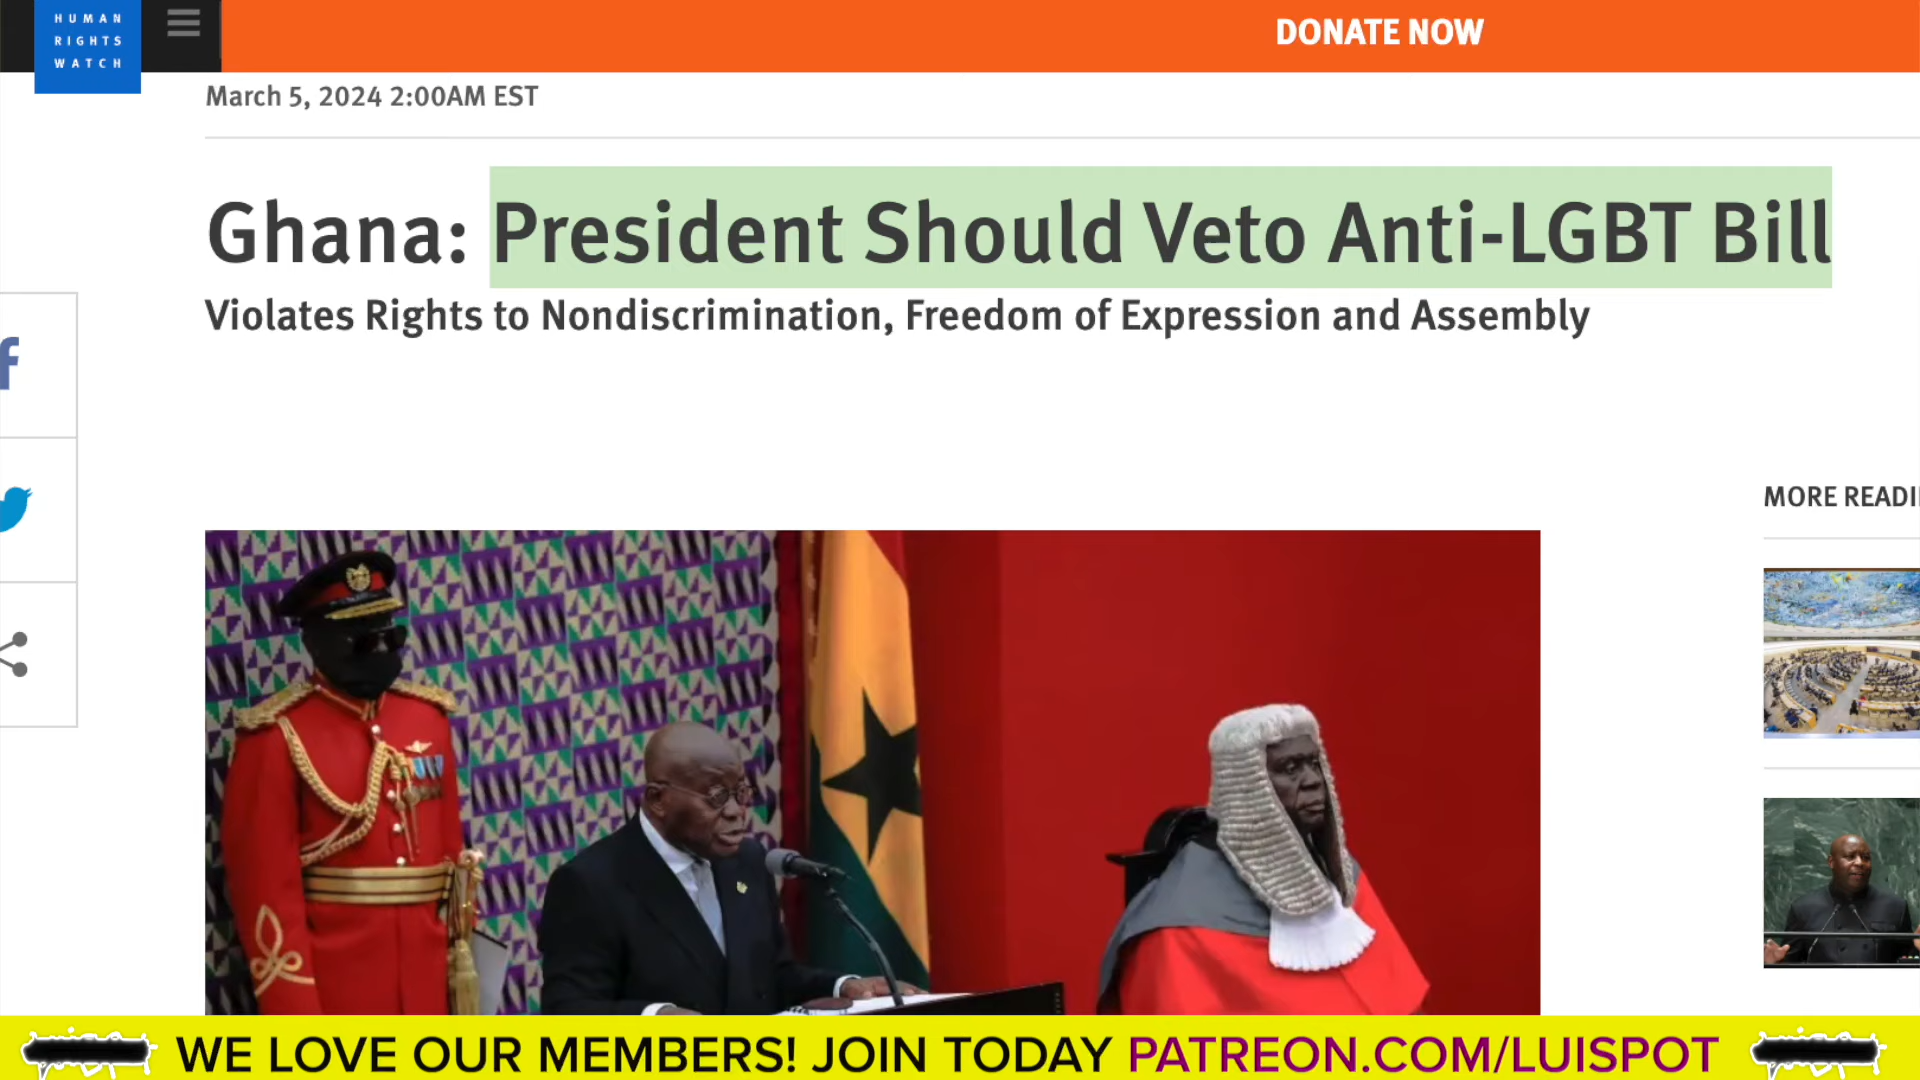 HUMAN
RIGHTS
WATCH
DONATE NOW
March 5, 2024 2:00AM EST
Ghana: President Should Veto Anti-LGBT Bill
Violates Rights to Nondiscrimination, Freedom of Expression and Assembly
MORE READI
WE LOVE OUR MEMBERS! JOIN TODAY PATREON.COM/LUISPOT